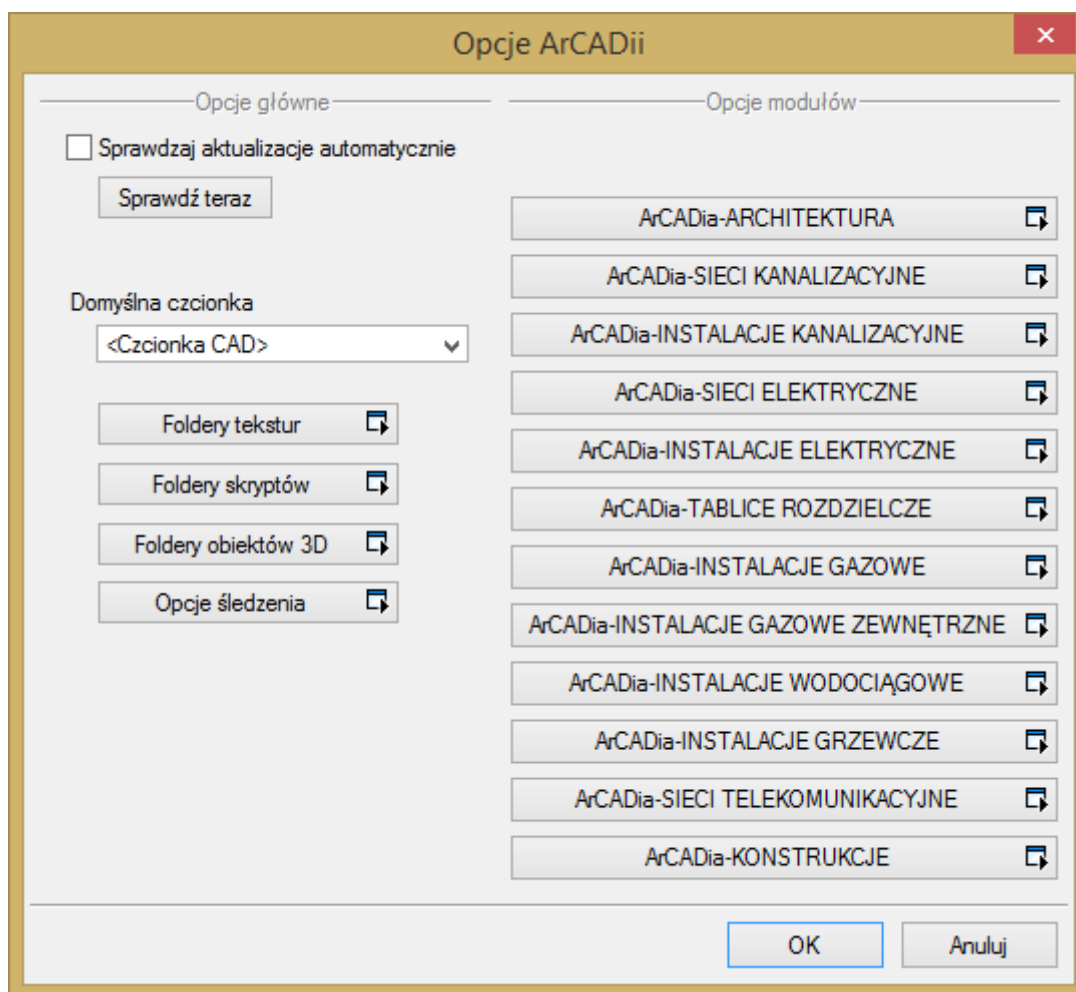 Opcje ArCADii
Opcje główne
Sprawdzaj aktualizacje automatycznie
Sprawdź teraz
Domyślna czcionka
<Czcionka CAD>
Foldery tekstur
Foldery skryptów
Foldery obiektów 3D
Opcje śledzenia
Opcje modułów
ArCADia-ARCHITEKTURA
ArCADia-SIECI KANALIZACYJNE
ArCADia-INSTALACJE KANALIZACYJNE
ArCADia-SIECI ELEKTRYCZNE
ArCADia-INSTALACJE ELEKTRYCZNE
ArCADia-TABLICE ROZDZIELCZE
ArCADia-INSTALACJE GAZOWE
ArCADia-INSTALACJE GAZOWE ZEWNĘTRZNE
ArCADia-INSTALACJE WODOCIĄGOWE
ArCADia-INSTALACJE GRZEWCZE
ArCADia-SIECI TELEKOMUNIKACYJNE
ArCADia-KONSTRUKCJE
OK
Anuluj